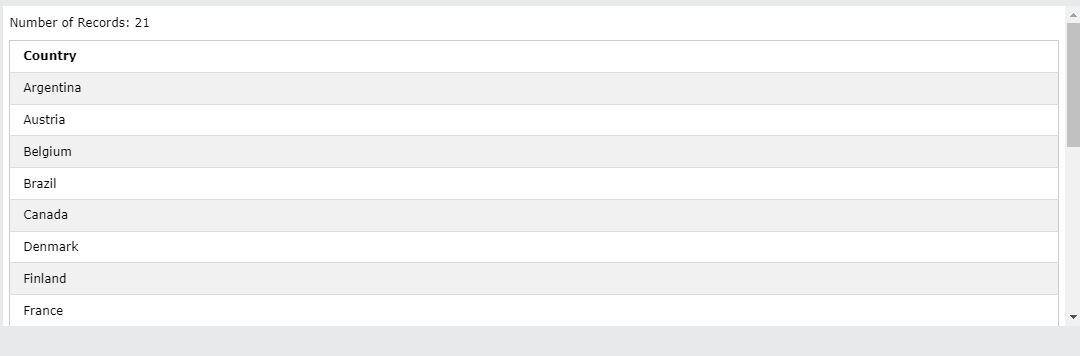 Number of Records: 21
Country
Argentina
Austria
Belgium
Brazil
Canada
Denmark
Finland
France